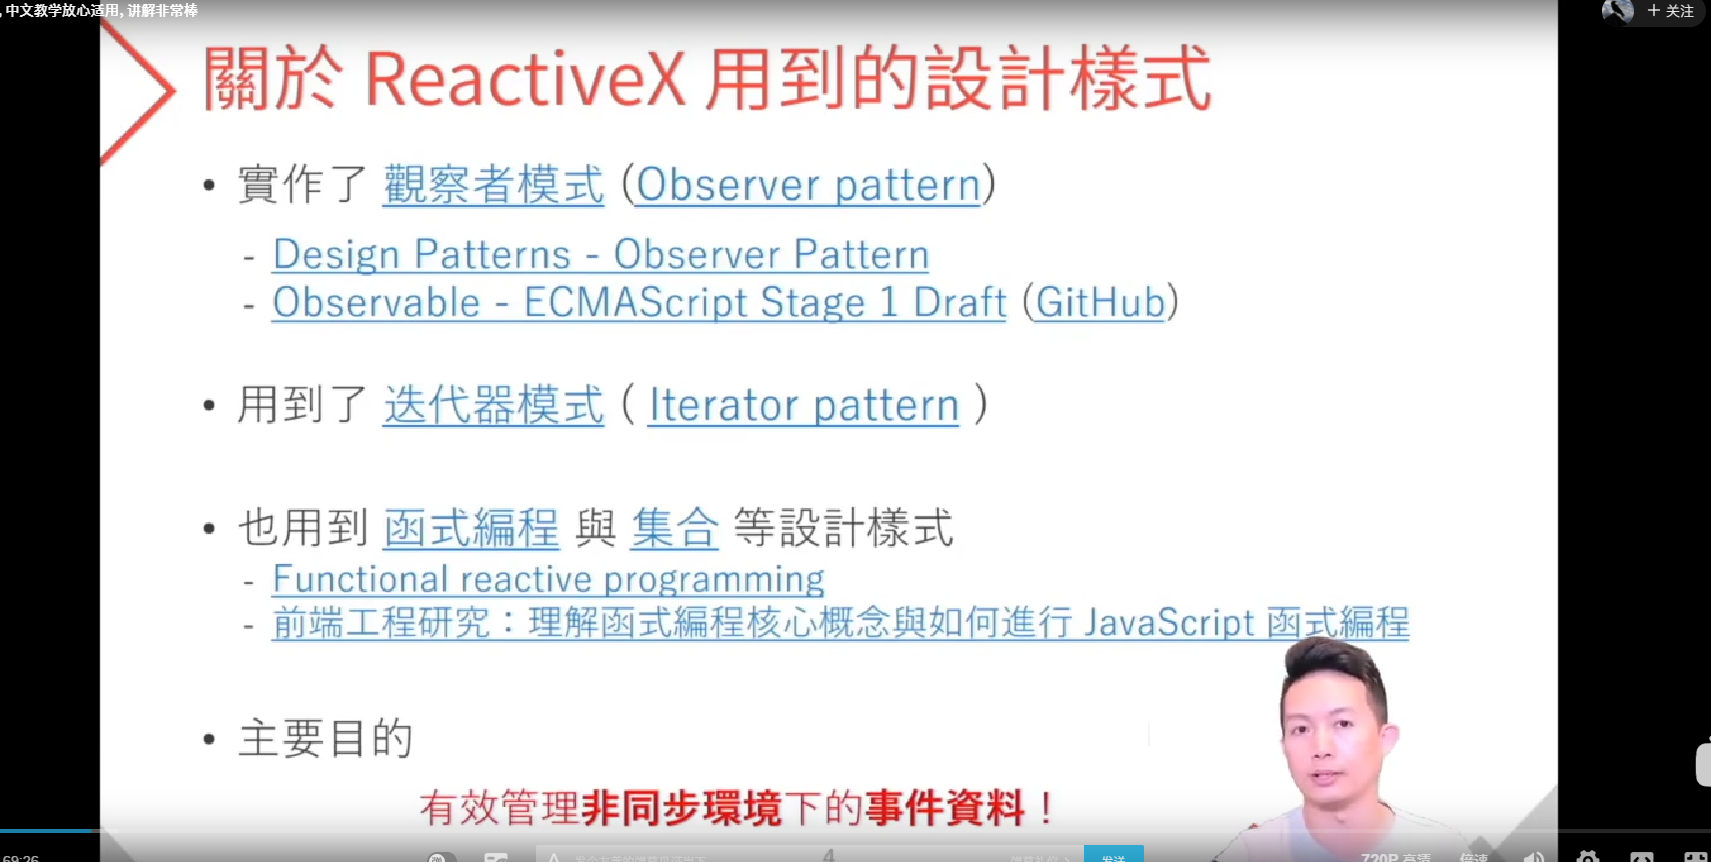 , 中文教学放心适用, 讲解非常棒
+ 关注
關於 ReactiveX 用到的設計樣式
• 實作了 觀察者模式 (Observer pattern)
- Design Patterns - Observer Pattern
- Observable - ECMAScript Stage 1 Draft (GitHub)
• 用到了 迭代器模式 ( Iterator pattern )
• 也用到 函式編程 與 集合 等設計樣式
- Functional reactive programming
- 前端工程研究：理解函式編程核心概念與如何進行 JavaScript 函式編程
• 主要目的
有效管理非同步環境下的事件資料！
69:26
4
发送
720P 高清
倍速